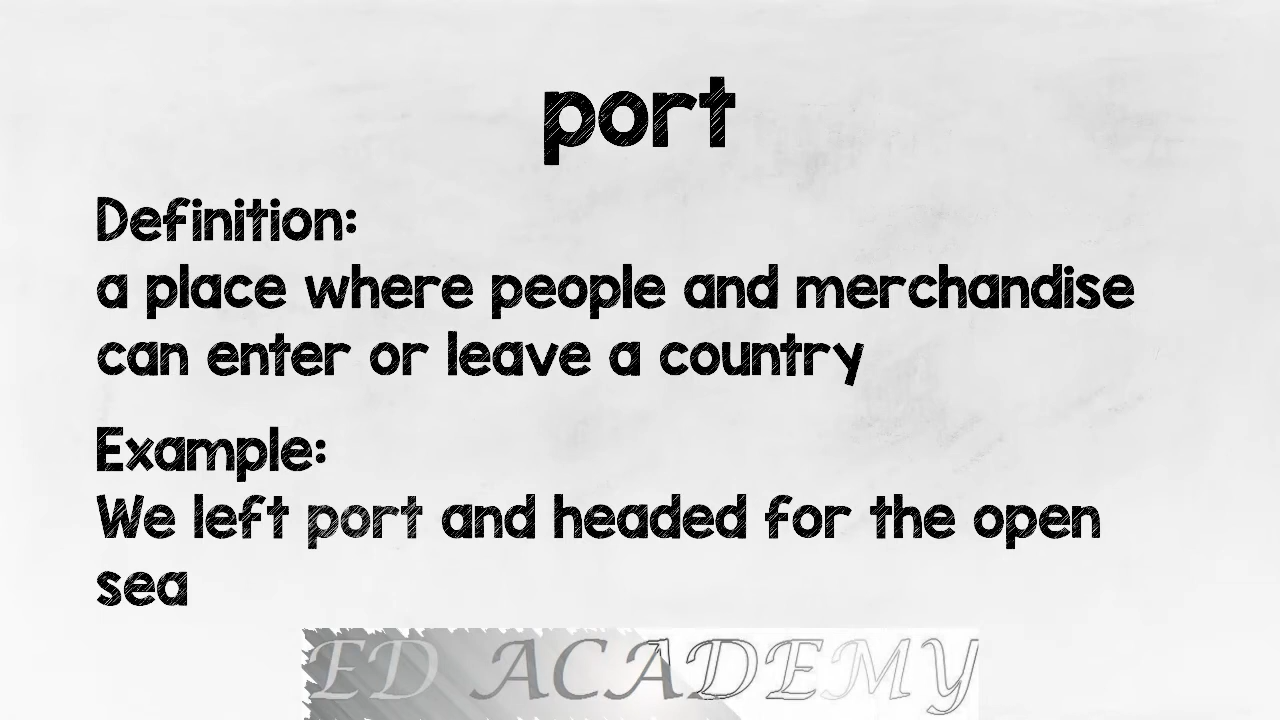 port
Definition:
a place where people and merchandise
can enter or leave a country
Example:
We left port and headed for the open
sea
ED ACADEMY